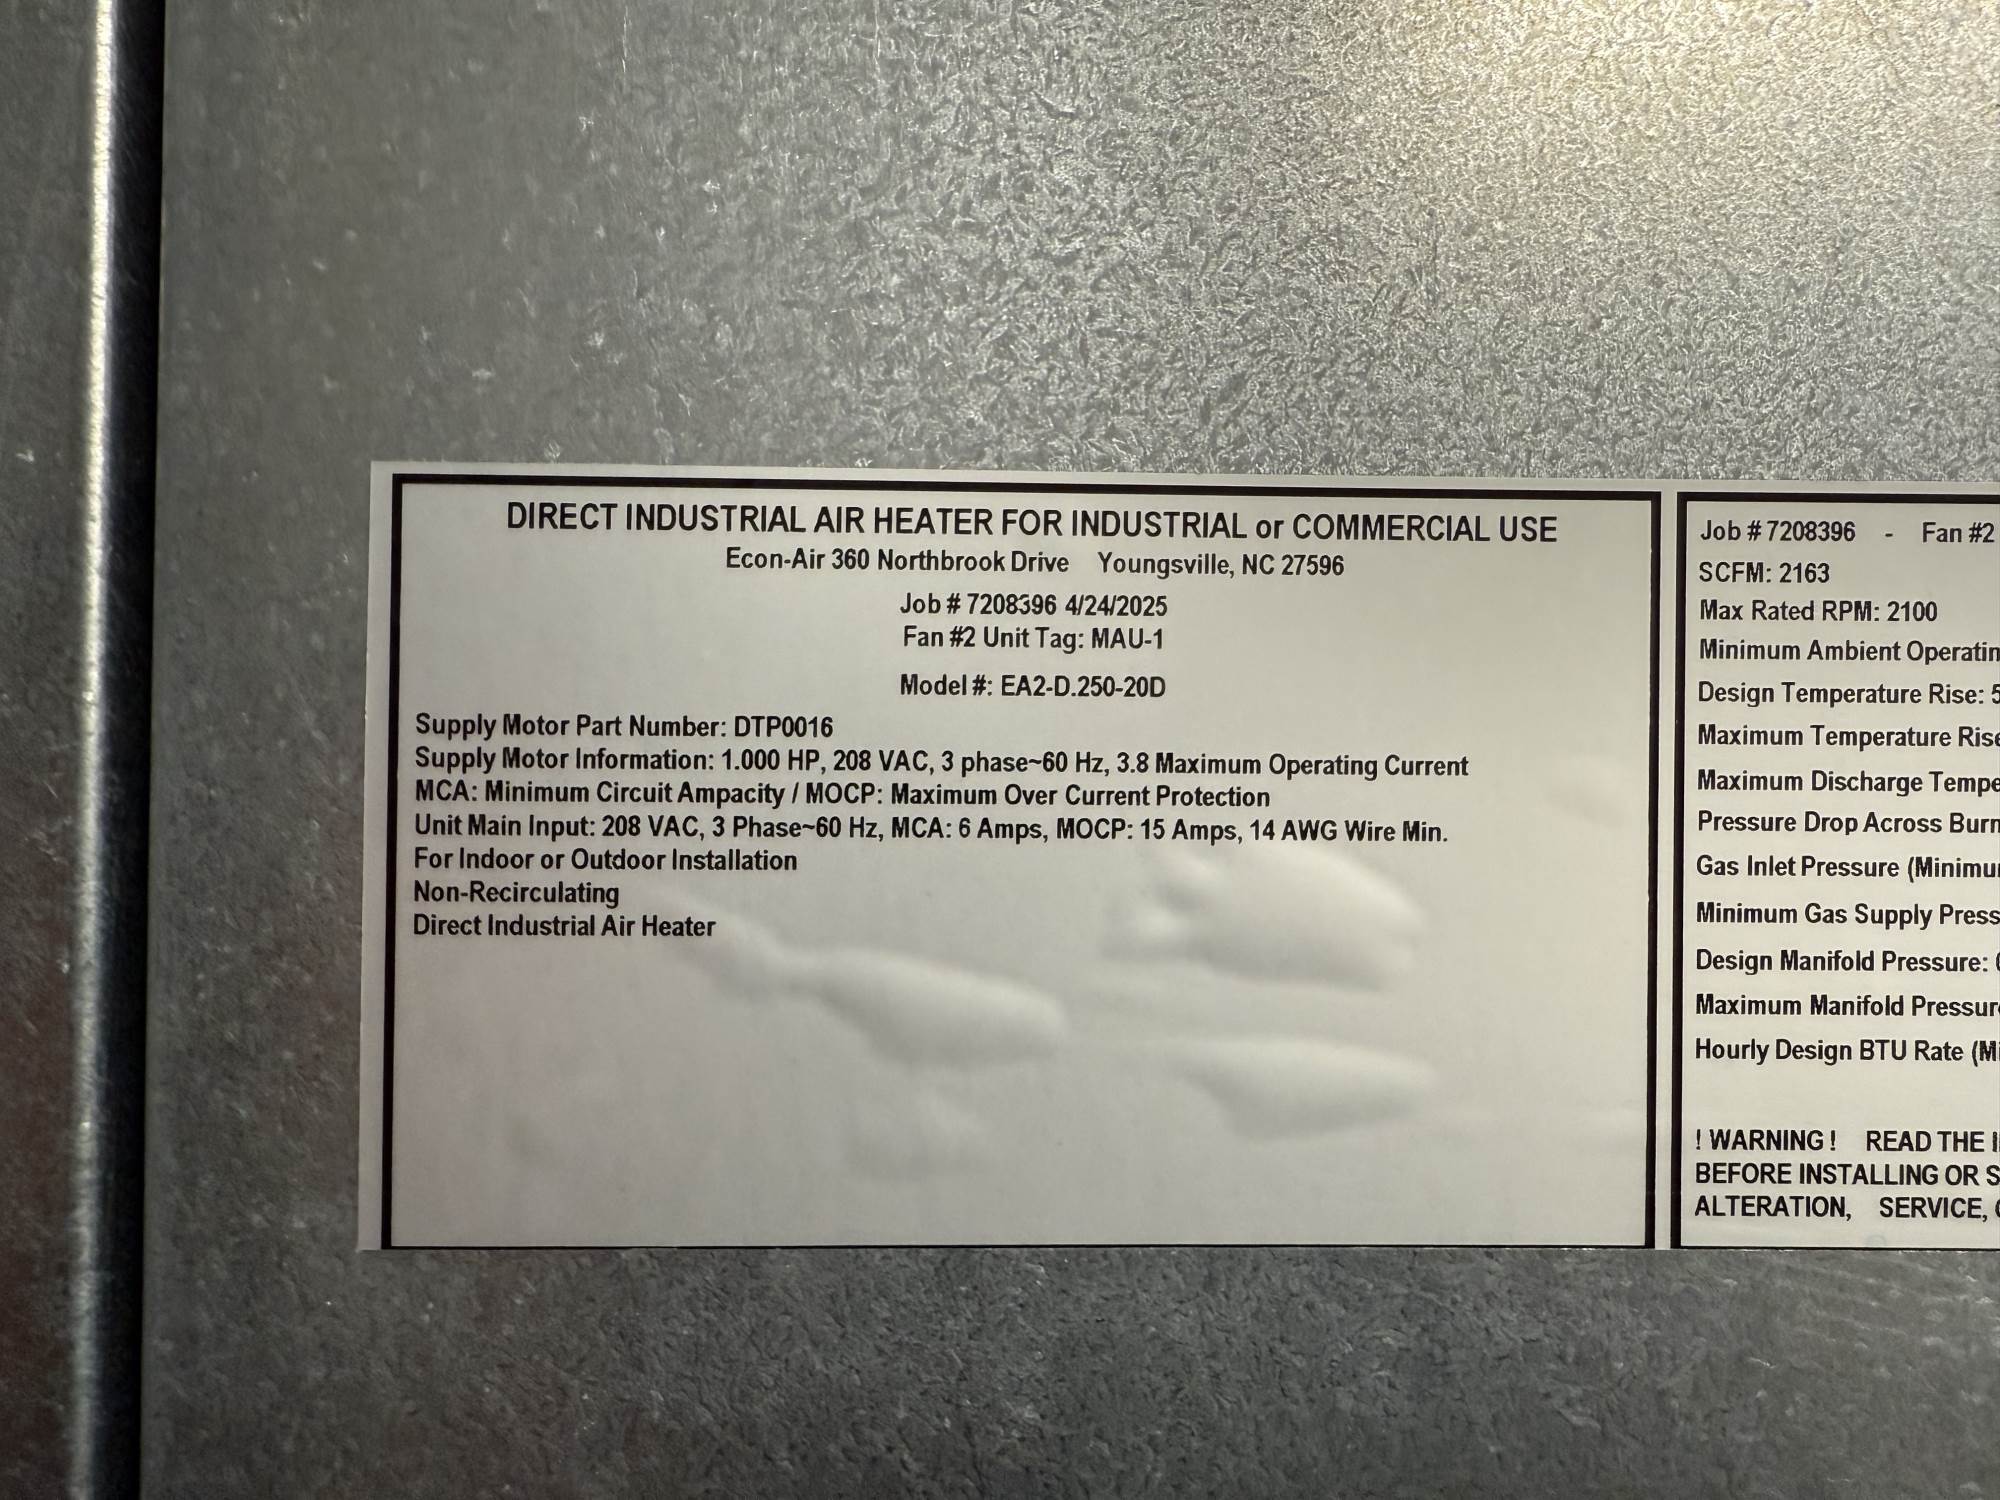 DIRECT INDUSTRIAL AIR HEATER FOR INDUSTRIAL or COMMERCIAL USE
Econ-Air 360 Northbrook Drive Youngsville, NC 27596
Job # 7208396 4/24/2025
Fan #2 Unit Tag: MAU-1
Model #: EA2-D.250-20D
Supply Motor Part Number: DTP0016
Supply Motor Information: 1.000 HP, 208 VAC, 3 phase~60 Hz, 3.8 Maximum Operating Current
MCA: Minimum Circuit Ampacity / MOCP: Maximum Over Current Protection
Unit Main Input: 208 VAC, 3 Phase~60 Hz, MCA: 6 Amps, MOCP: 15 Amps, 14 AWG Wire Min.
For Indoor or Outdoor Installation
Non-Recirculating
Direct Industrial Air Heater
Job # 7208396 - Fan #2
SCFM: 2163
Max Rated RPM: 2100
Minimum Ambient
Design Temperature Rise:
Maximum Temperature
Maximum Discharge
Pressure Drop Across
Gas Inlet Pressure
Minimum Gas Supply
Design Manifold Pressure:
Maximum Manifold
Hourly Design BTU Rate
! WARNING ! READ THE
BEFORE INSTALLING OR
ALTERATION, SERVICE,